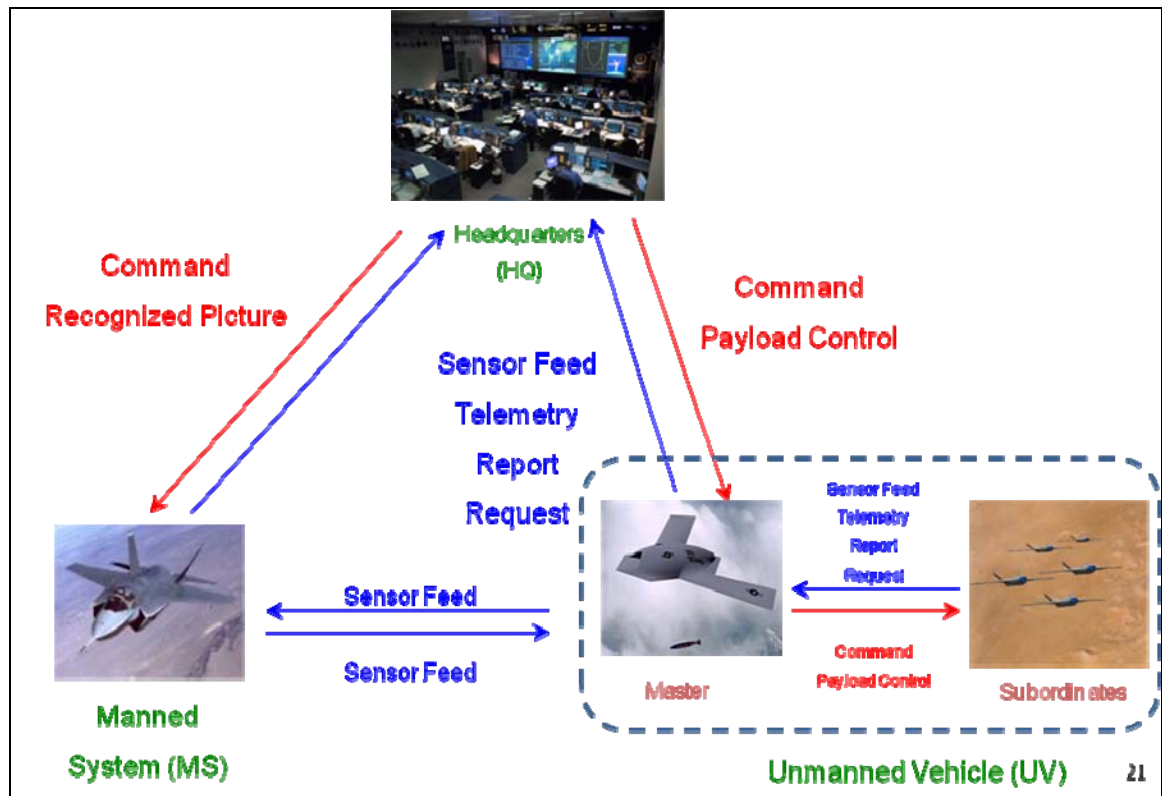 Headquarters
(HQ)
Command
Recognized Picture
Command
Payload Control
Sensor Feed
Telemetry
Report
Request
Sensor Feed
Telemetry
Report
Request
Sensor Feed
Sensor Feed
Command
Payload Control
Master
Subordinates
Manned
System (MS)
Unmanned Vehicle (UV)
21